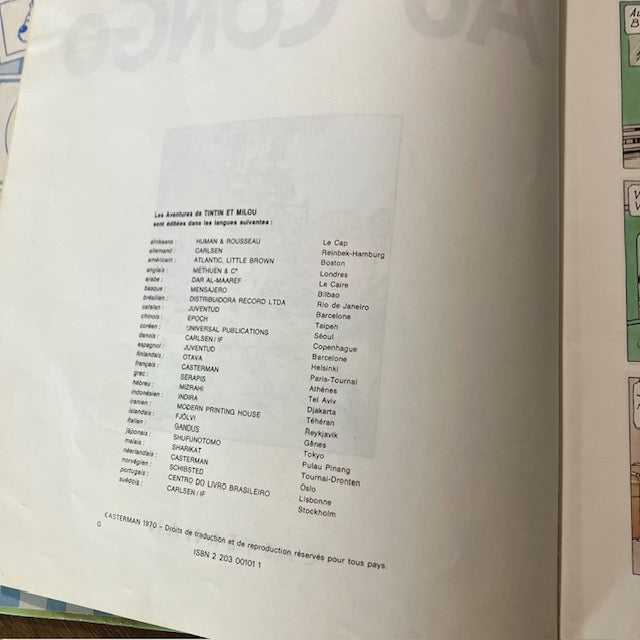 AU CONGO
Les Aventures de TINTIN ET MILOU
sont éditées dans les langues suivantes :
afrikaans : HUMAN & ROUSSEAU Le Cap
allemand : CARLSEN Reinbek-Hamburg
américain : ATLANTIC, LITTLE BROWN Boston
anglais : METHUEN & Cº Londres
arabe : DAR AL-MAAREF Le Caire
basque : MENSAJERO Bilbao
brésilien : DISTRIBUIDORA RECORD LTDA Rio de Janeiro
catalan : JUVENTUD Barcelone
chinois : EPOCH Taipeh
coréen : UNIVERSAL PUBLICATIONS Séoul
danois : CARLSEN/IF Copenhague
espagnol : JUVENTUD Barcelone
finlandais : OTAVA Helsinki
français : CASTERMAN Paris-Tournai
grec : SERAPIS Athènes
hébreu : MIZRAHI Tel Aviv
indonésien : INDIRA Djakarta
iranien : MODERN PRINTING HOUSE Téhéran
islandais : FJÖLVI Reykjavik
italien : GANDUS Gênes
japonais : SHUFUNOTOMO Tokyo
malais : SHARIKAT Pulau Pinang
néerlandais : CASTERMAN Tournai-Dronten
norvégien : SCHIBSTED Oslo
portugais : CENTRO DO LIVRO BRASILEIRO Lisbonne
suédois : CARLSEN/IF Stockholm
CASTERMAN 1970 – Droits de traduction et de reproduction réservés pour tous pays.
G
ISBN 2 203 00101 1